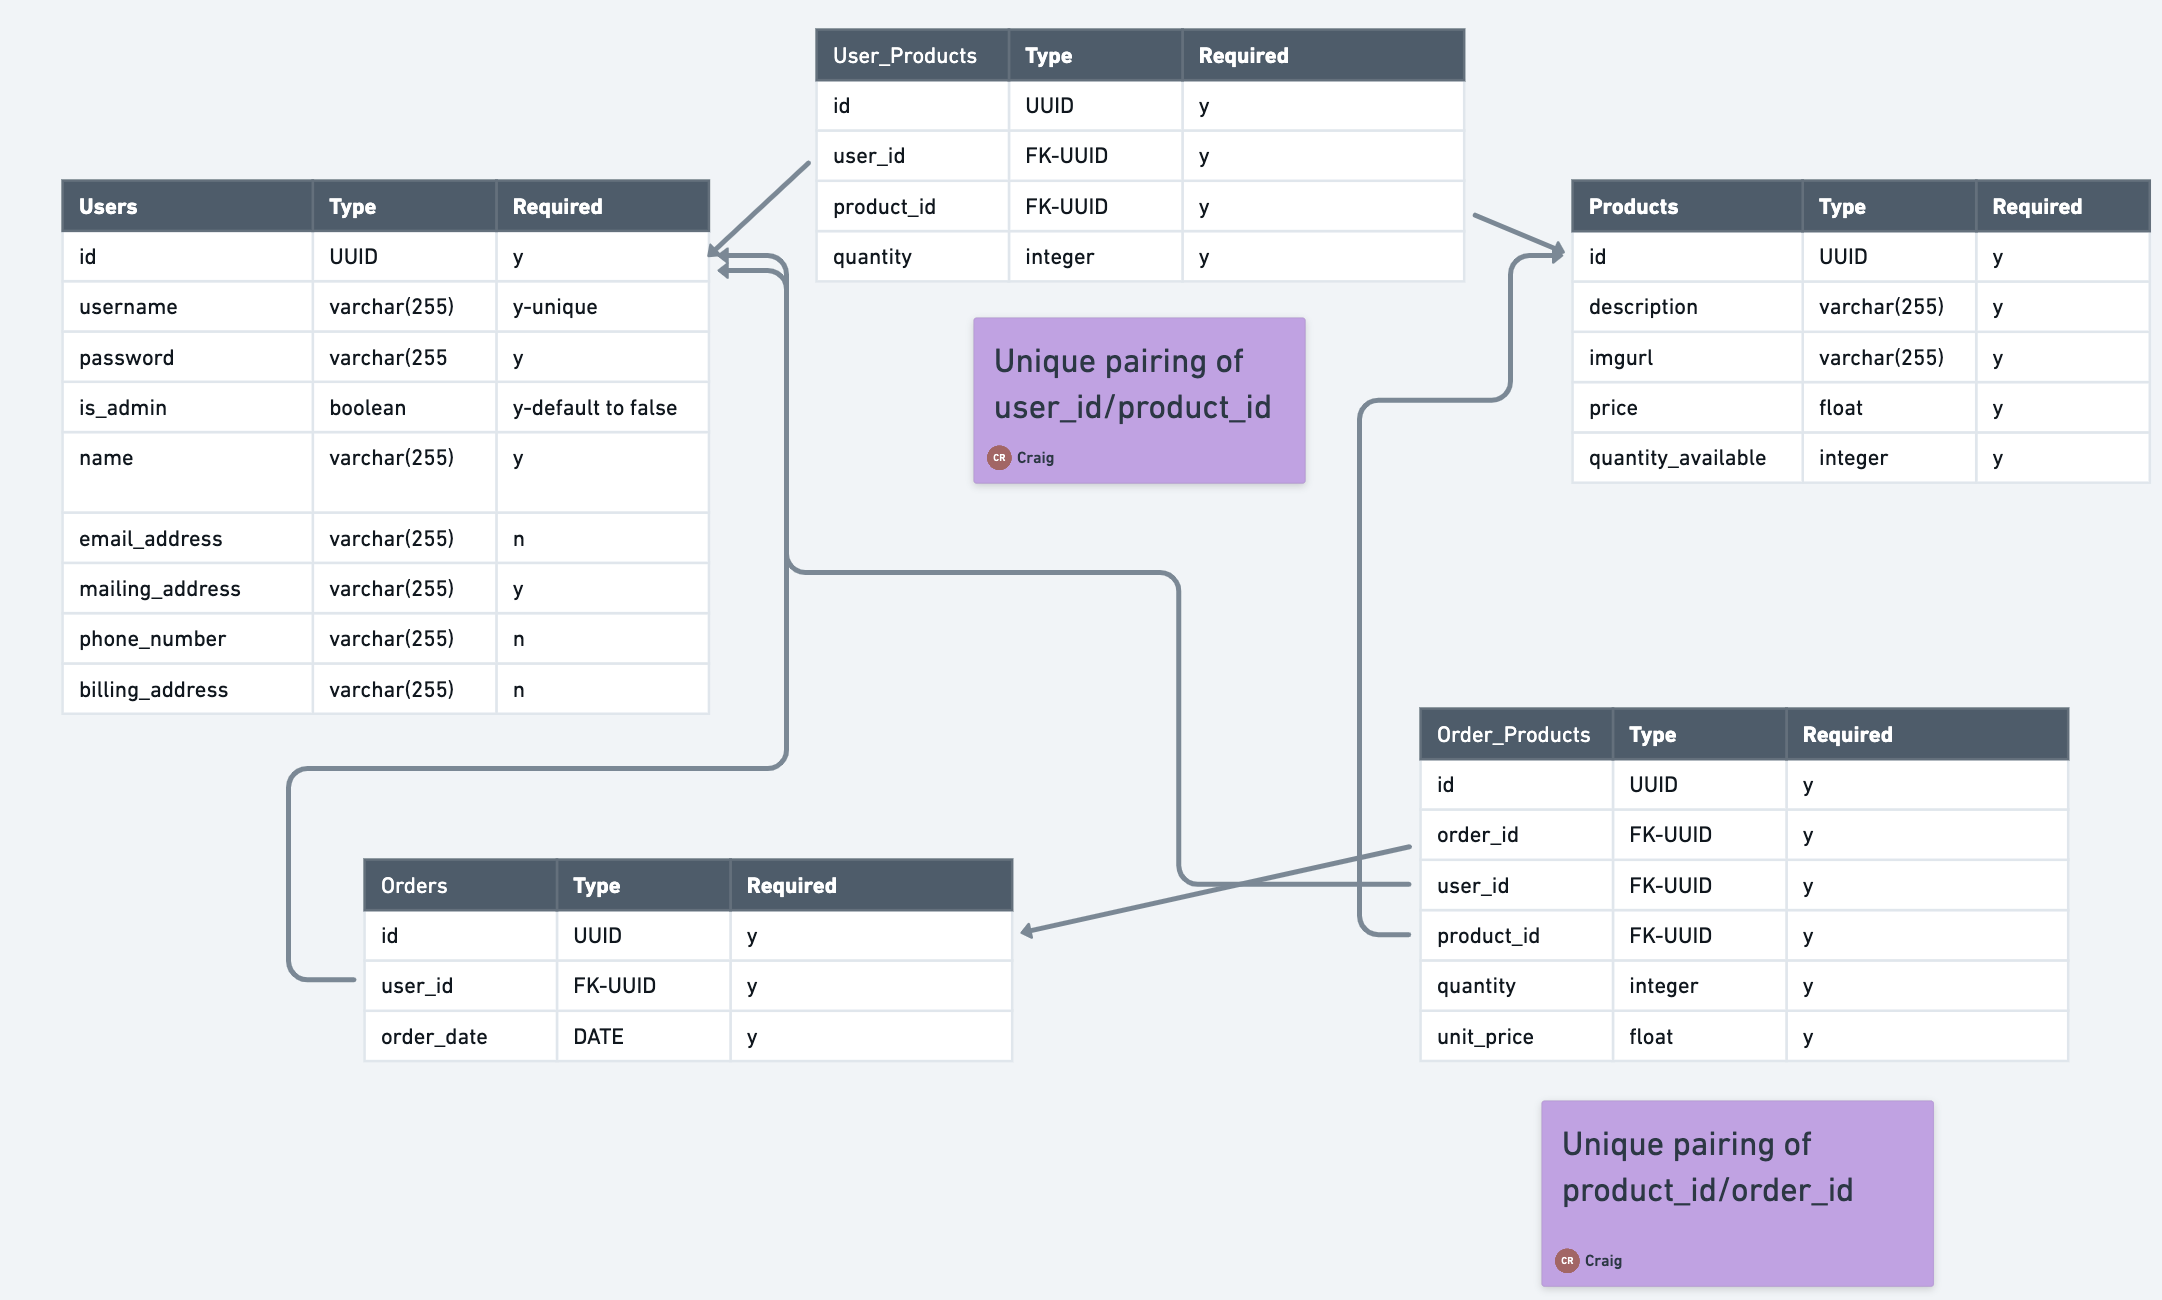 User_Products Type Required
id UUID y
user_id FK-UUID y
product_id FK-UUID y
quantity integer y
Users Type Required
id UUID y
username varchar(255) y-unique
password varchar(255 y
is_admin boolean y-default to false
name varchar(255) y
email_address varchar(255) n
mailing_address varchar(255) y
phone_number varchar(255) n
billing_address varchar(255) n
Unique pairing of
user_id/product_id
CR Craig
Products Type Required
id UUID y
description varchar(255) y
imgurl varchar(255) y
price float y
quantity_available integer y
Orders Type Required
id UUID y
user_id FK-UUID y
order_date DATE y
Order_Products Type Required
id UUID y
order_id FK-UUID y
user_id FK-UUID y
product_id FK-UUID y
quantity integer y
unit_price float y
Unique pairing of
product_id/order_id
CR Craig